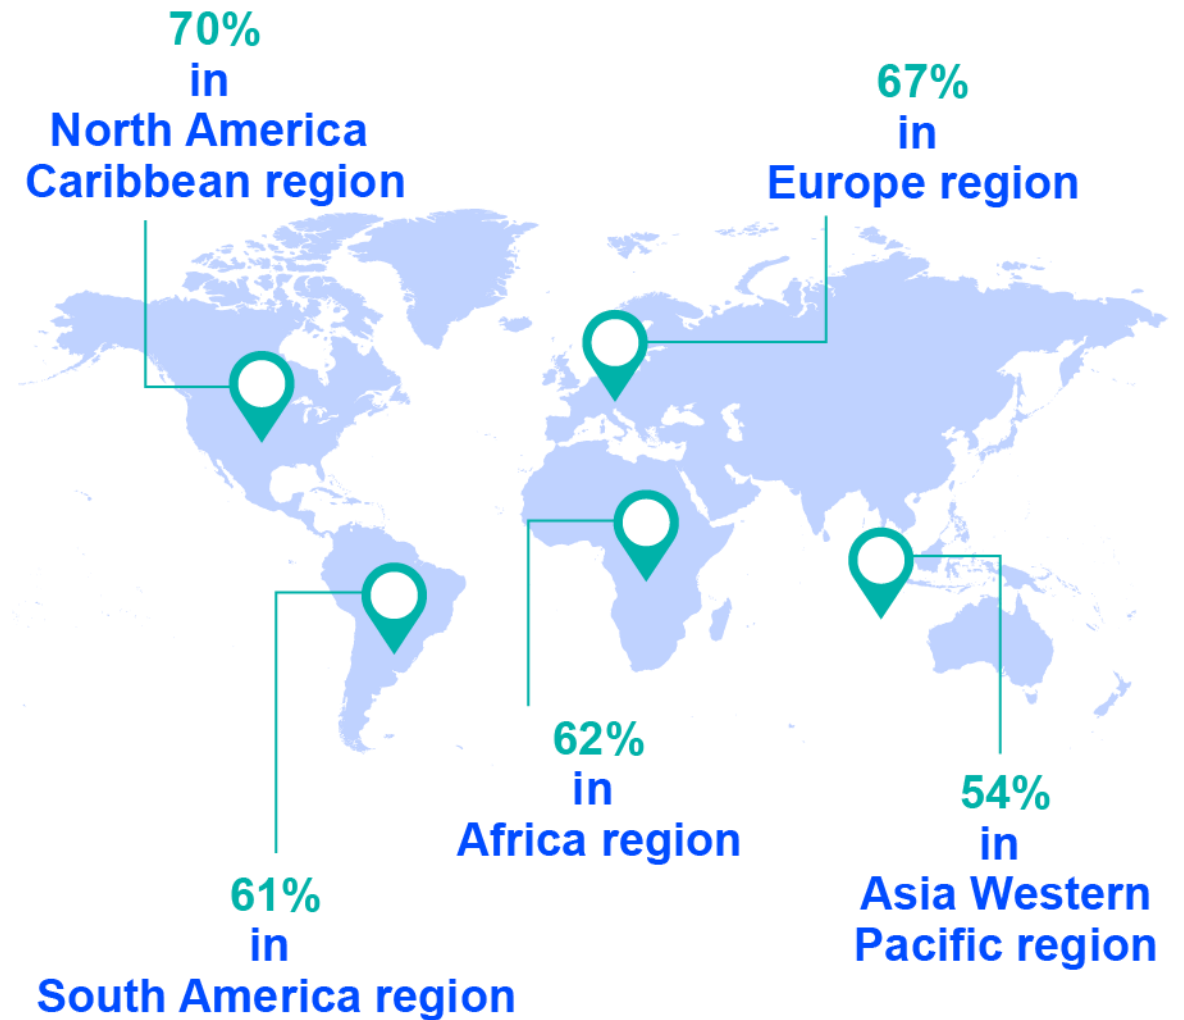 70%
in
North America
Caribbean region
67%
in
Europe region
62%
in
Africa region
54%
in
Asia Western
Pacific region
61%
in
South America region